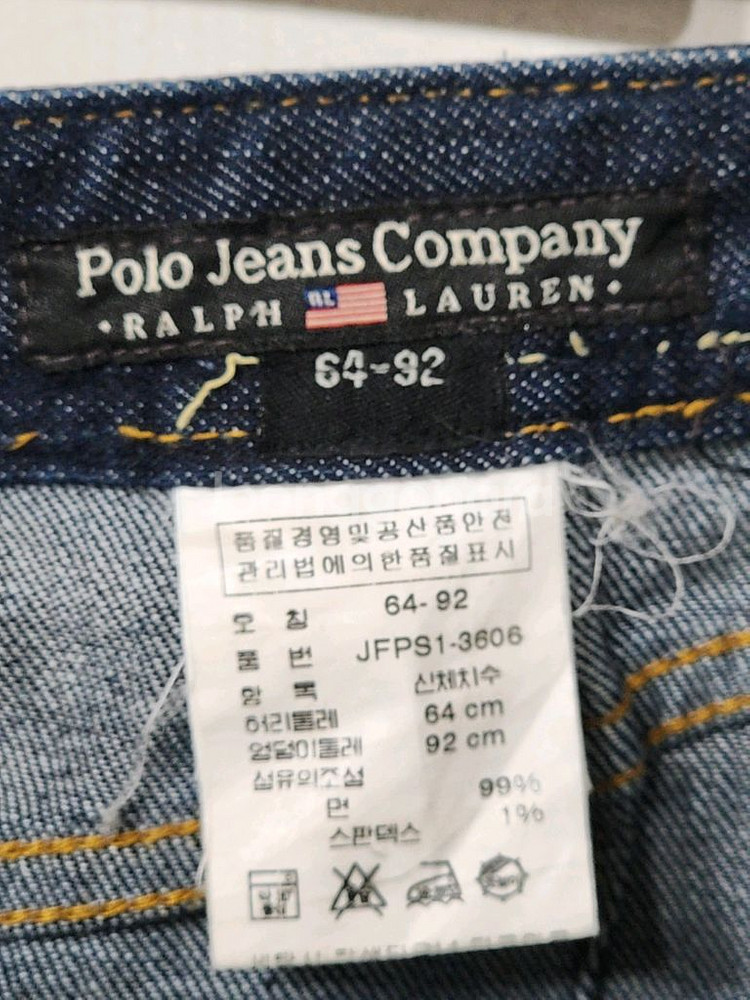 Polo Jeans Company
•RALPH RL LAUREN•
64-92
품질경영및공산품안전
관리법에의한품질표시
호 칭 64-92
품 번 JFPS1-3606
항 목 신체치수
허리둘레 64 cm
엉덩이둘레 92 cm
섬유의조성
면 99%
스판덱스 1%